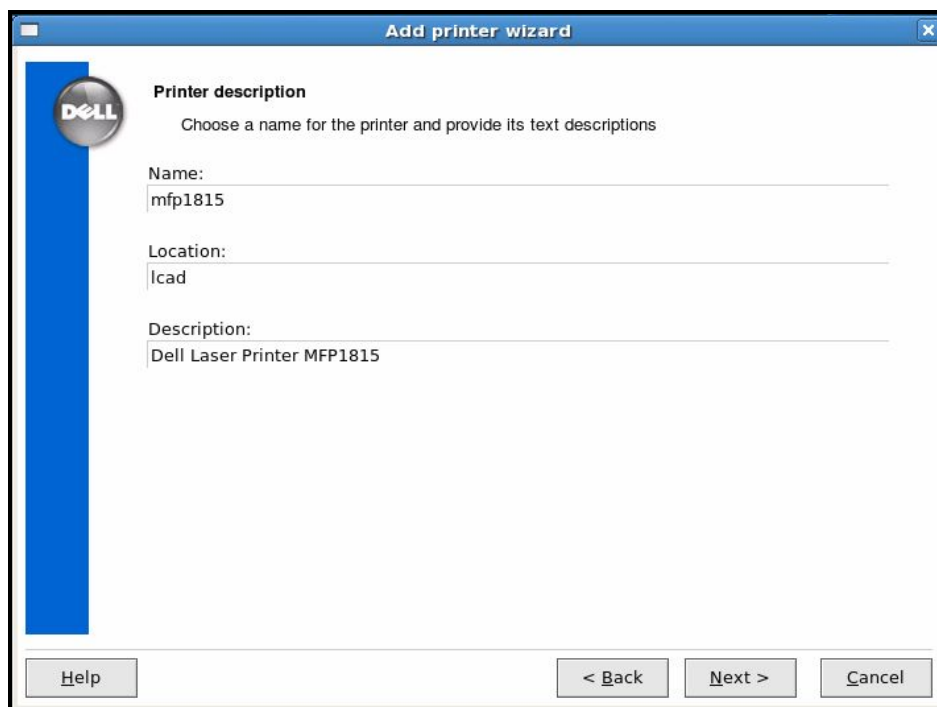 Add printer wizard
DELL
Printer description
Choose a name for the printer and provide its text descriptions
Name:
mfp1815
Location:
lcad
Description:
Dell Laser Printer MFP1815
Help
< Back
Next >
Cancel